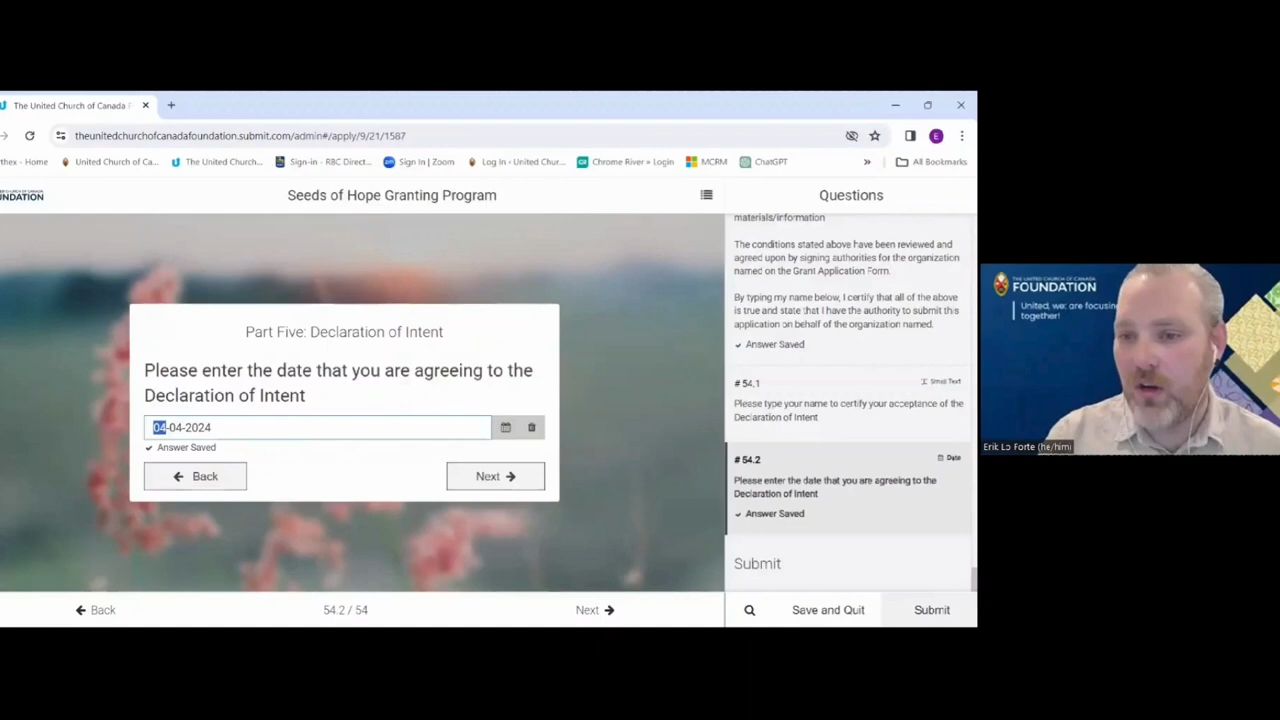 The United Church of Canada F
theunitedchurchofcanadafoundation.submit.com/admin#/apply/9/21/1587
rthex - Home
United Church of Ca...
The United Church...
Sign-in - RBC Direct...
Sign In | Zoom
Log In ‹ United Chur...
Chrome River » Login
MCRM
ChatGPT
»
All Bookmarks
E
UNDATION
Seeds of Hope Granting Program
Questions
Part Five: Declaration of Intent
Please enter the date that you are agreeing to the
Declaration of Intent
04-04-2024
Answer Saved
Back
Next
Back
54.2 / 54
Next
materials/information
The conditions stated above have been reviewed and
agreed upon by signing authorities for the organization
named on the Grant Application Form.
By typing my name below, I certify that all of the above
is true and state that I have the authority to submit this
application on behalf of the organization named.
Answer Saved
# 54.1
Small Text
Please type your name to certify your acceptance of the
Declaration of Intent
# 54.2
Date
Please enter the date that you are agreeing to the
Declaration of Intent
Answer Saved
Submit
Save and Quit
Submit
THE UNITED CHURCH OF CANADA
FOUNDATION
United, we: are focusin
together!
Erik Lo Forte (he/him)